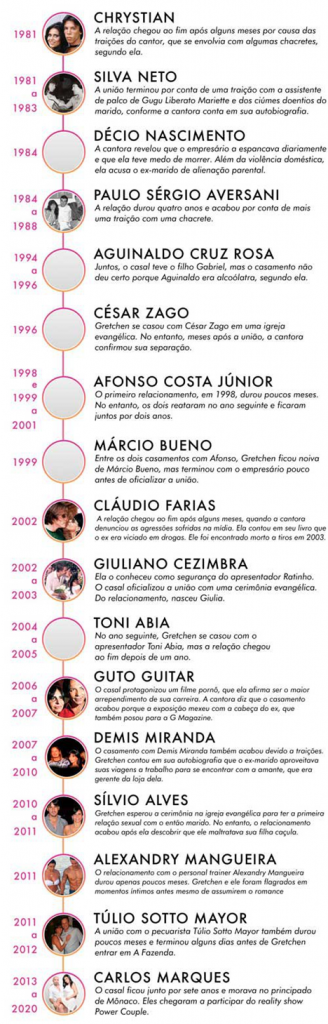 1981
CHRYSTIAN
A relação chegou ao fim após alguns meses por causa das
traições do cantor, que se envolvia com algumas chacretes,
segundo ela.
1981
a
1983
SILVA NETO
A união terminou por conta de uma traição com a assistente
de palco de Gugu Liberato Mariette e dos ciúmes doentios do
marido, conforme a cantora conta em sua autobiografia.
1984
DÉCIO NASCIMENTO
A cantora revelou que o empresário a espancava diariamente
e que ela teve medo de morrer. Além da violência doméstica,
ela acusa o ex-marido de alienação parental.
1984
a
1988
PAULO SÉRGIO AVERSANI
A relação durou quatro anos e acabou por conta de mais
uma traição com uma chacrete.
1994
a
1996
AGUINALDO CRUZ ROSA
Juntos, o casal teve o filho Gabriel, mas o casamento não
deu certo porque Aguinaldo era alcoólatra, segundo ela.
1996
CÉSAR ZAGO
Gretchen se casou com César Zago em uma igreja
evangélica. No entanto, meses após a união, a cantora
confirmou sua separação.
1998
e
1999
a
2001
AFONSO COSTA JÚNIOR
O primeiro relacionamento, em 1998, durou poucos meses.
No entanto, os dois reataram no ano seguinte e ficaram
juntos por dois anos.
1999
MÁRCIO BUENO
Entre os dois casamentos com Afonso, Gretchen ficou noiva
de Márcio Bueno, mas terminou com o empresário pouco
antes de oficializar a união.
2002
CLÁUDIO FARIAS
A relação chegou ao fim após alguns meses, quando a cantora
denunciou as agressões sofridas na mídia. Ela contou em seu livro que
o ex era viciado em drogas. Ele foi encontrado morto a tiros em 2003.
2002
a
2003
GIULIANO CEZIMBRA
Ela o conheceu como segurança do apresentador Ratinho.
O casal oficializou a união com uma cerimônia evangélica.
Do relacionamento, nasceu Giulia.
2004
a
2005
TONI ABIA
No ano seguinte, Gretchen se casou com o
apresentador Toni Abia, mas a relação chegou
ao fim depois de um ano.
2006
a
2007
GUTO GUITAR
O casal protagonizou um filme pornô, que ela afirma ser o maior
arrependimento de sua carreira. A cantora diz que o casamento
acabou porque a exposição mexeu com a cabeça do ex, que
também posou para a G Magazine.
2007
a
2010
DEMIS MIRANDA
O casamento com Demis Miranda também acabou devido a traições.
Gretchen contou em sua autobiografia que o ex-marido aproveitava
suas viagens a trabalho para se encontrar com a amante, que era
gerente da loja dela.
2010
a
2011
SÍLVIO ALVES
Gretchen esperou a cerimônia na igreja evangélica para ter a primeira
relação sexual com o então marido. No entanto, o relacionamento
acabou após ela descobrir que ele maltratava sua filha caçula.
2011
ALEXANDRY MANGUEIRA
O relacionamento com o personal trainer Alexandry Mangueira
durou apenas poucos meses. Gretchen e ele foram flagrados em
momentos íntimos antes mesmo de assumirem o romance
2011
a
2012
TÚLIO SOTTO MAYOR
A união com o pecuarista Túlio Sotto Mayor também durou
poucos meses e terminou alguns dias antes de Gretchen
entrar em A Fazenda.
2013
a
2020
CARLOS MARQUES
O casal ficou junto por sete anos e morava no principado
de Mônaco. Eles chegaram a participar do reality show
Power Couple.